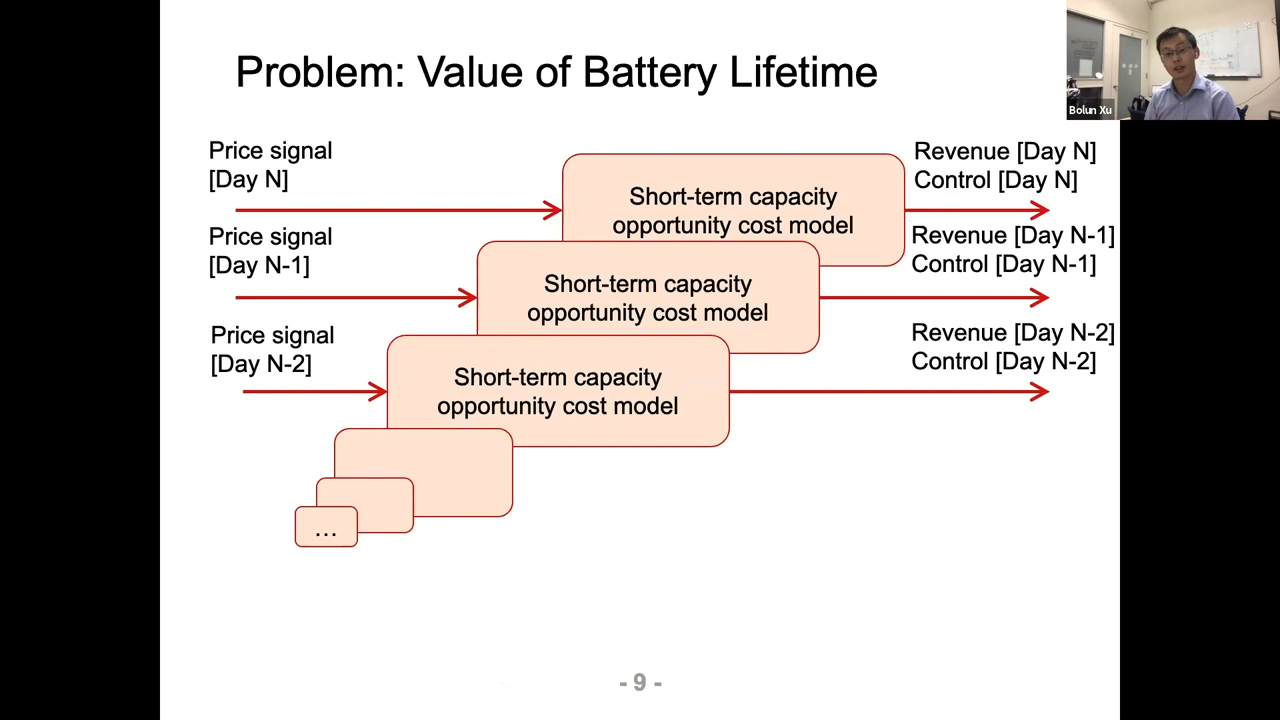 Problem: Value of Battery Lifetime
Bolun Xu
Price signal
[Day N]
Short-term capacity
opportunity cost model
Revenue [Day N]
Control [Day N]
Price signal
[Day N-1]
Short-term capacity
opportunity cost model
Revenue [Day N-1]
Control [Day N-1]
Price signal
[Day N-2]
Short-term capacity
opportunity cost model
Revenue [Day N-2]
Control [Day N-2]
...
- 9 -